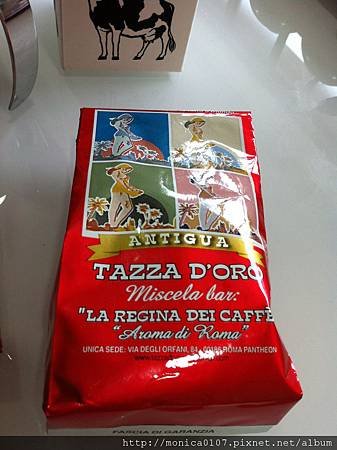 ANTIGUA
TAZZA D'ORO
Miscela bar:
"LA REGINA DEI CAFFÈ
"Aroma di Roma"
UNICA SEDE: VIA DEGLI ORFANI, 84 - 00186 ROMA PANTHEON
FASCIA DI GARANZIA
♥monica0107.pixnet.net/album♥